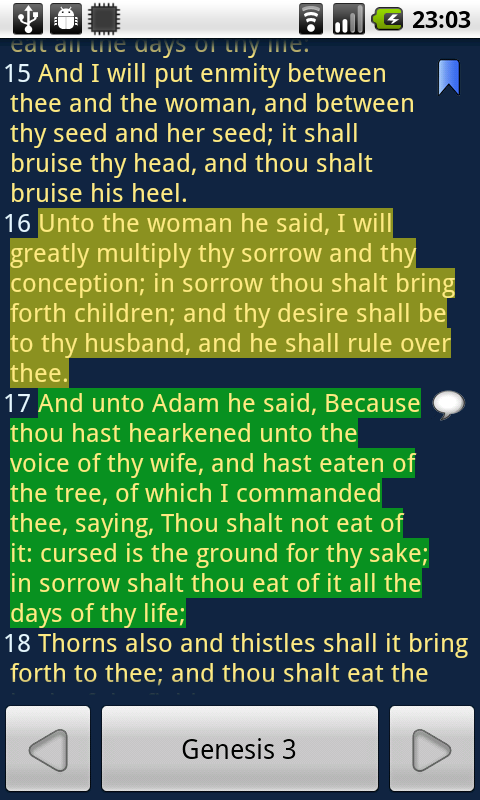 23:03
eat all the days of thy life:
15 And I will put enmity between
thee and the woman, and between
thy seed and her seed; it shall
bruise thy head, and thou shalt
bruise his heel.
16 Unto the woman he said, I will
greatly multiply thy sorrow and thy
conception; in sorrow thou shalt bring
forth children; and thy desire shall be
to thy husband, and he shall rule over
thee.
17 And unto Adam he said, Because
thou hast hearkened unto the
voice of thy wife, and hast eaten of
the tree, of which I commanded
thee, saying, Thou shalt not eat of
it: cursed is the ground for thy sake;
in sorrow shalt thou eat of it all the
days of thy life;
18 Thorns also and thistles shall it bring
forth to thee; and thou shalt eat the
Genesis 3